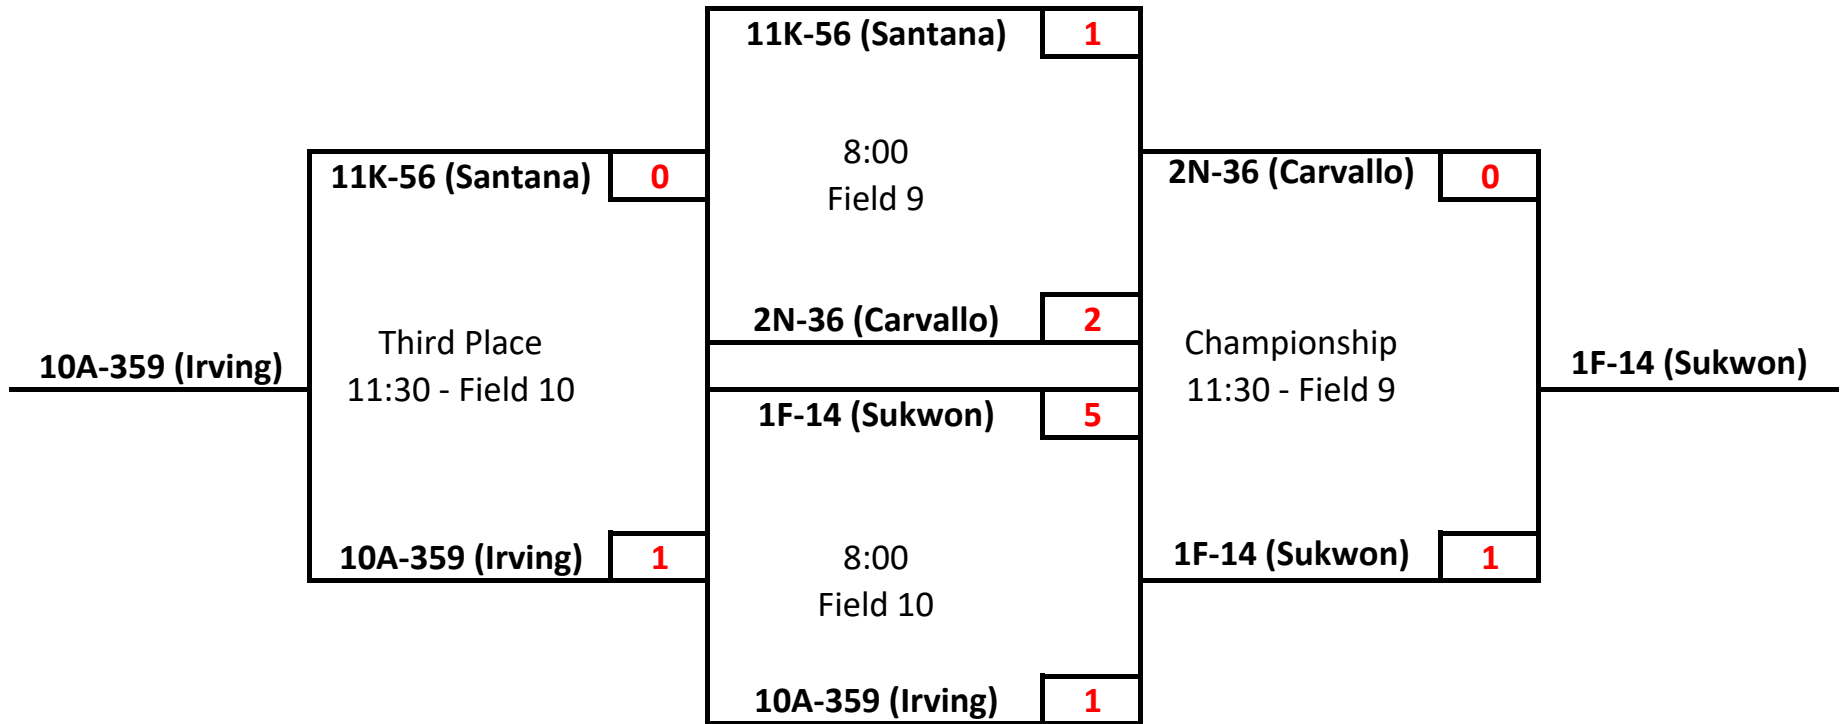 11K-56 (Santana) 1
8:00
Field 9
2N-36 (Carvallo) 2
11K-56 (Santana) 0
Third Place
11:30 - Field 10
10A-359 (Irving) 1
10A-359 (Irving)
1F-14 (Sukwon) 5
8:00
Field 10
10A-359 (Irving) 1
2N-36 (Carvallo) 0
Championship
11:30 - Field 9
1F-14 (Sukwon) 1
1F-14 (Sukwon)